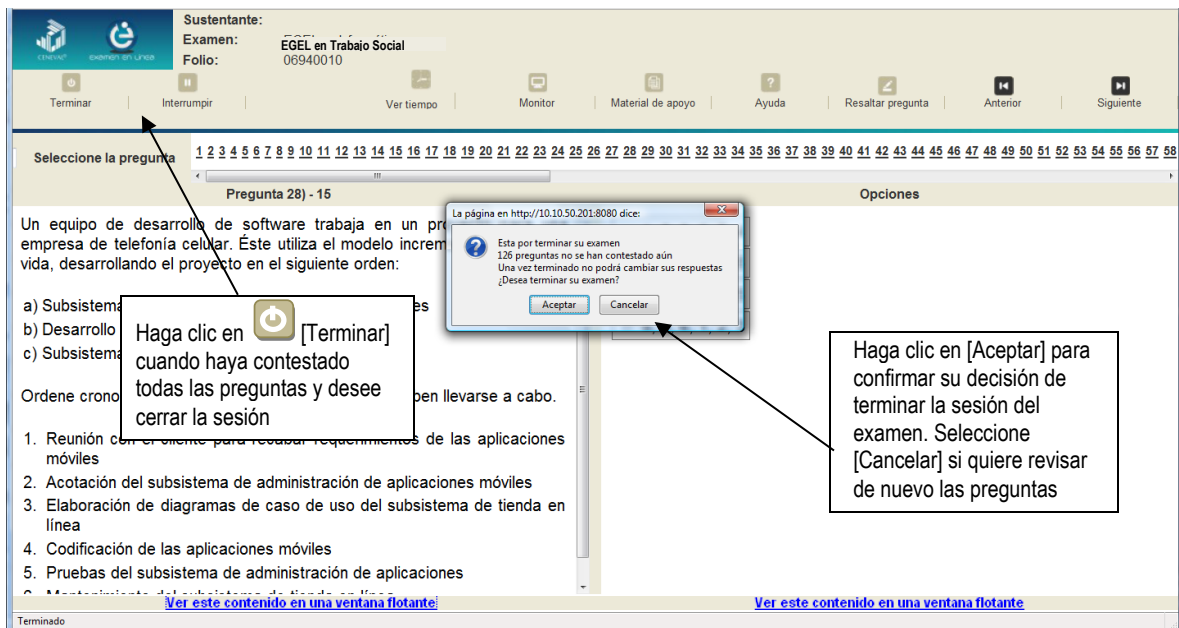 Sustentante:
Examen:
EGEL en Trabajo Social
Folio: 06940010
CENEVAL
examen en línea
Terminar
Interrumpir
Ver tiempo
Monitor
Material de apoyo
Ayuda
Resaltar pregunta
Anterior
Siguiente
Seleccione la pregunta
1 2 3 4 5 6 7 8 9 10 11 12 13 14 15 16 17 18 19 20 21 22 23 24 25 26 27 28 29 30 31 32 33 34 35 36 37 38 39 40 41 42 43 44 45 46 47 48 49 50 51 52 53 54 55 56 57 58
Pregunta 28) - 15
Opciones
Un equipo de desarrollo de software trabaja en un
empresa de telefonía celular. Éste utiliza el modelo
vida, desarrollando el proyecto en el siguiente orden:
a) Subsistema
b) Desarrollo
c) Subsistema
Ordene llevarse a cabo.
1. Reunión con el cliente para recabar requerimientos de las aplicaciones
móviles
2. Acotación del subsistema de administración de aplicaciones móviles
3. Elaboración de diagramas de caso de uso del subsistema de tienda en
línea
4. Codificación de las aplicaciones móviles
5. Pruebas del subsistema de administración de aplicaciones
6. Mantenimiento del subsistema de tienda en línea
La página en http://10.10.50.201:8080 dice:
Esta por terminar su examen
126 preguntas no se han contestado aún
Una vez terminado no podrá cambiar sus respuestas
¿Desea terminar su examen?
Aceptar
Cancelar
Haga clic en [Terminar]
cuando haya contestado
todas las preguntas y desee
cerrar la sesión
Haga clic en [Aceptar] para
confirmar su decisión de
terminar la sesión del
examen. Seleccione
[Cancelar] si quiere revisar
de nuevo las preguntas
Ver este contenido en una ventana flotante
Ver este contenido en una ventana flotante
Terminado